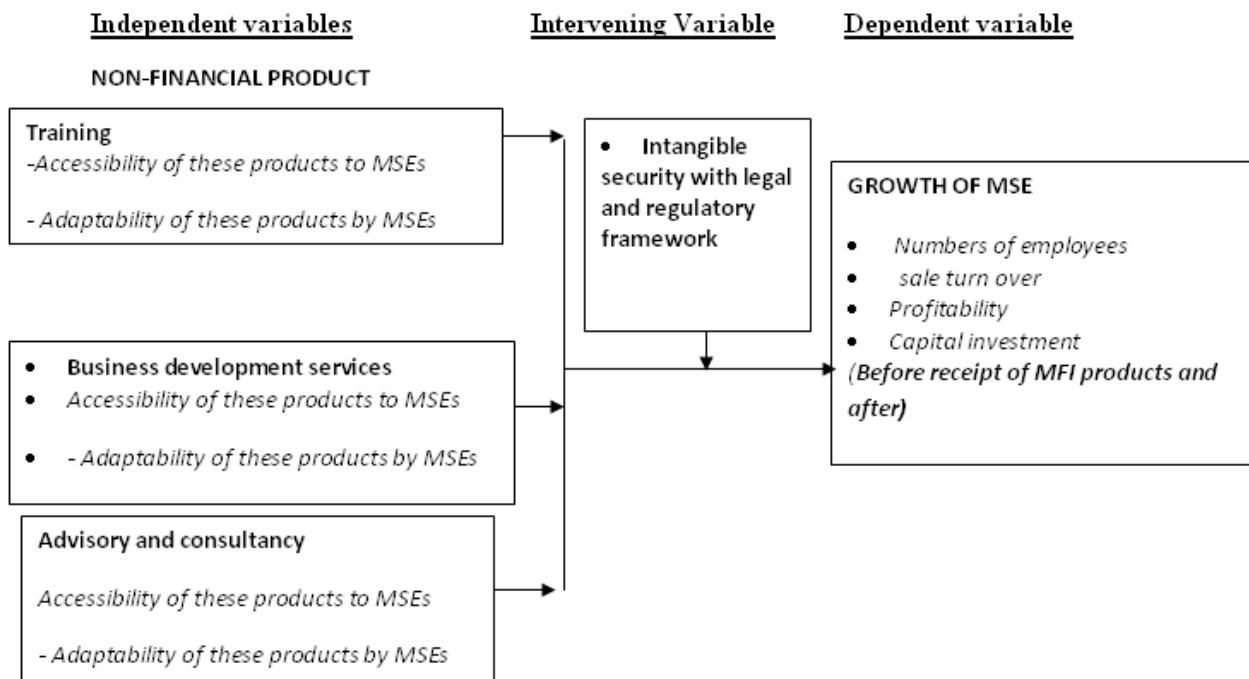 Independent variables
Intervening Variable
Dependent variable
NON-FINANCIAL PRODUCT
Training
-Accessibility of these products to MSEs
- Adaptability of these products by MSEs
• Business development services
• Accessibility of these products to MSEs
• - Adaptability of these products by MSEs
Advisory and consultancy
Accessibility of these products to MSEs
- Adaptability of these products by MSEs
• Intangible
security with legal
and regulatory
framework
GROWTH OF MSE
• Numbers of employees
• sale turn over
• Profitability
• Capital investment
(Before receipt of MFI products and
after)